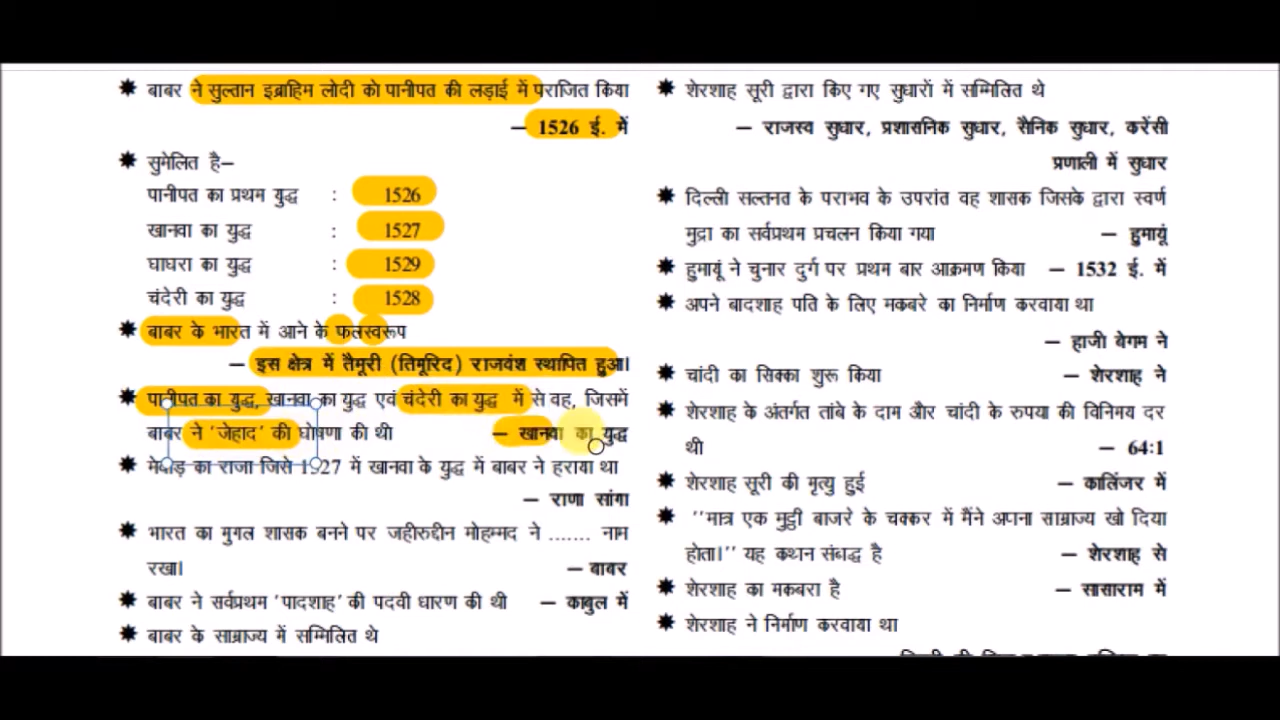 ✷ बाबर ने सुल्तान इब्राहिम लोदी को पानीपत की लड़ाई में पराजित किया
– 1526 ई. में
✷ सुमेलित है–
पानीपत का प्रथम युद्ध : 1526
खानवा का युद्ध : 1527
घाघरा का युद्ध : 1529
चंदेरी का युद्ध : 1528
✷ बाबर के भारत में आने के फलस्वरूप
– इस क्षेत्र में तैमूरी (तिमूरिद) राजवंश स्थापित हुआ।
✷ पानीपत का युद्ध, खानवा का युद्ध एवं चंदेरी का युद्ध में से वह, जिसमें
बाबर ने 'जेहाद' की घोषणा की थी – खानवा का युद्ध
✷ मेवाड़ का राजा जिसे 1527 में खानवा के युद्ध में बाबर ने हराया था
– राणा सांगा
✷ भारत का मुगल शासक बनने पर जहीरुद्दीन मोहम्मद ने ....... नाम
रखा। – बाबर
✷ बाबर ने सर्वप्रथम 'पादशाह' की पदवी धारण की थी – काबुल में
✷ बाबर के साम्राज्य में सम्मिलित थे
✷ शेरशाह सूरी द्वारा किए गए सुधारों में सम्मिलित थे
– राजस्व सुधार, प्रशासनिक सुधार, सैनिक सुधार, करेंसी
प्रणाली में सुधार
✷ दिल्ली सल्तनत के पराभव के उपरांत वह शासक जिसके द्वारा स्वर्ण
मुद्रा का सर्वप्रथम प्रचलन किया गया – हुमायूं
✷ हुमायूं ने चुनार दुर्ग पर प्रथम बार आक्रमण किया – 1532 ई. में
✷ अपने बादशाह पति के लिए मकबरे का निर्माण करवाया था
– हाजी बेगम ने
✷ चांदी का सिक्का शुरू किया – शेरशाह ने
✷ शेरशाह के अंतर्गत तांबे के दाम और चांदी के रुपया की विनिमय दर
थी – 64:1
✷ शेरशाह सूरी की मृत्यु हुई – कालिंजर में
✷ ''मात्र एक मुट्ठी बाजरे के चक्कर में मैंने अपना साम्राज्य खो दिया
होता।'' यह कथन संबद्ध है – शेरशाह से
✷ शेरशाह का मकबरा है – सासाराम में
✷ शेरशाह ने निर्माण करवाया था